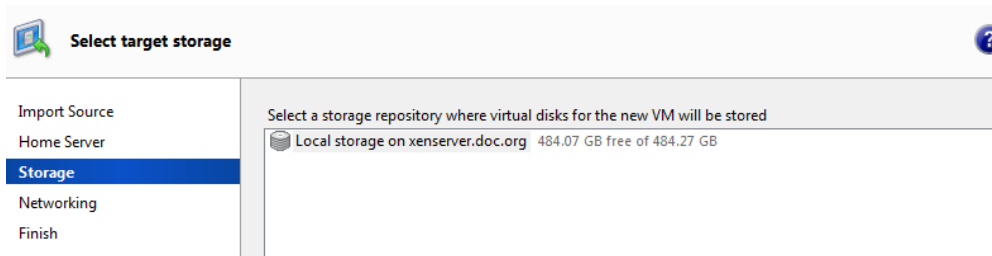 Select target storage
?
Import Source
Home Server
Storage
Networking
Finish
Select a storage repository where virtual disks for the new VM will be stored
Local storage on xenserver.doc.org 484.07 GB free of 484.27 GB